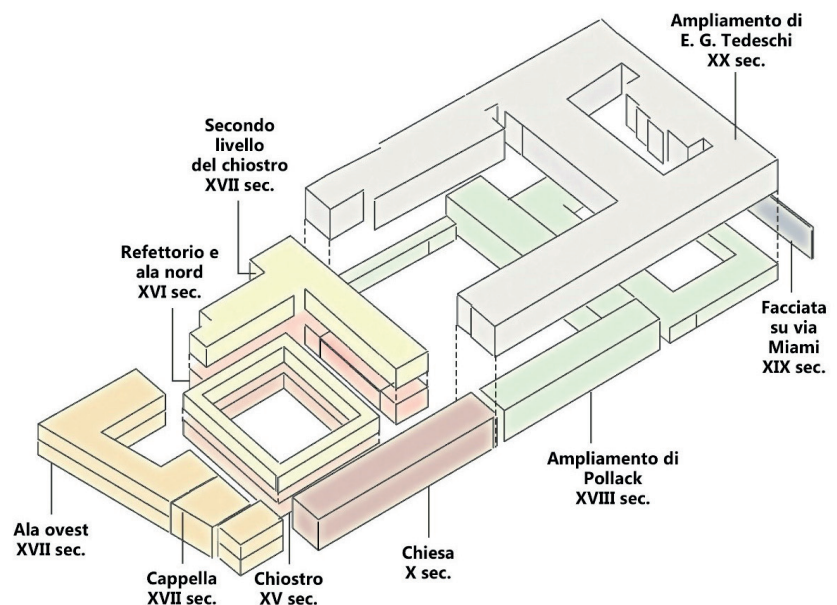 Ampliamento di
E. G. Tedeschi
XX sec.
Secondo
livello
del chiostro
XVII sec.
Refettorio e
ala nord
XVI sec.
Facciata
su via
Miami
XIX sec.
Ampliamento di
Pollack
XVIII sec.
Ala ovest
XVII sec.
Cappella
XVII sec.
Chiostro
XV sec.
Chiesa
X sec.